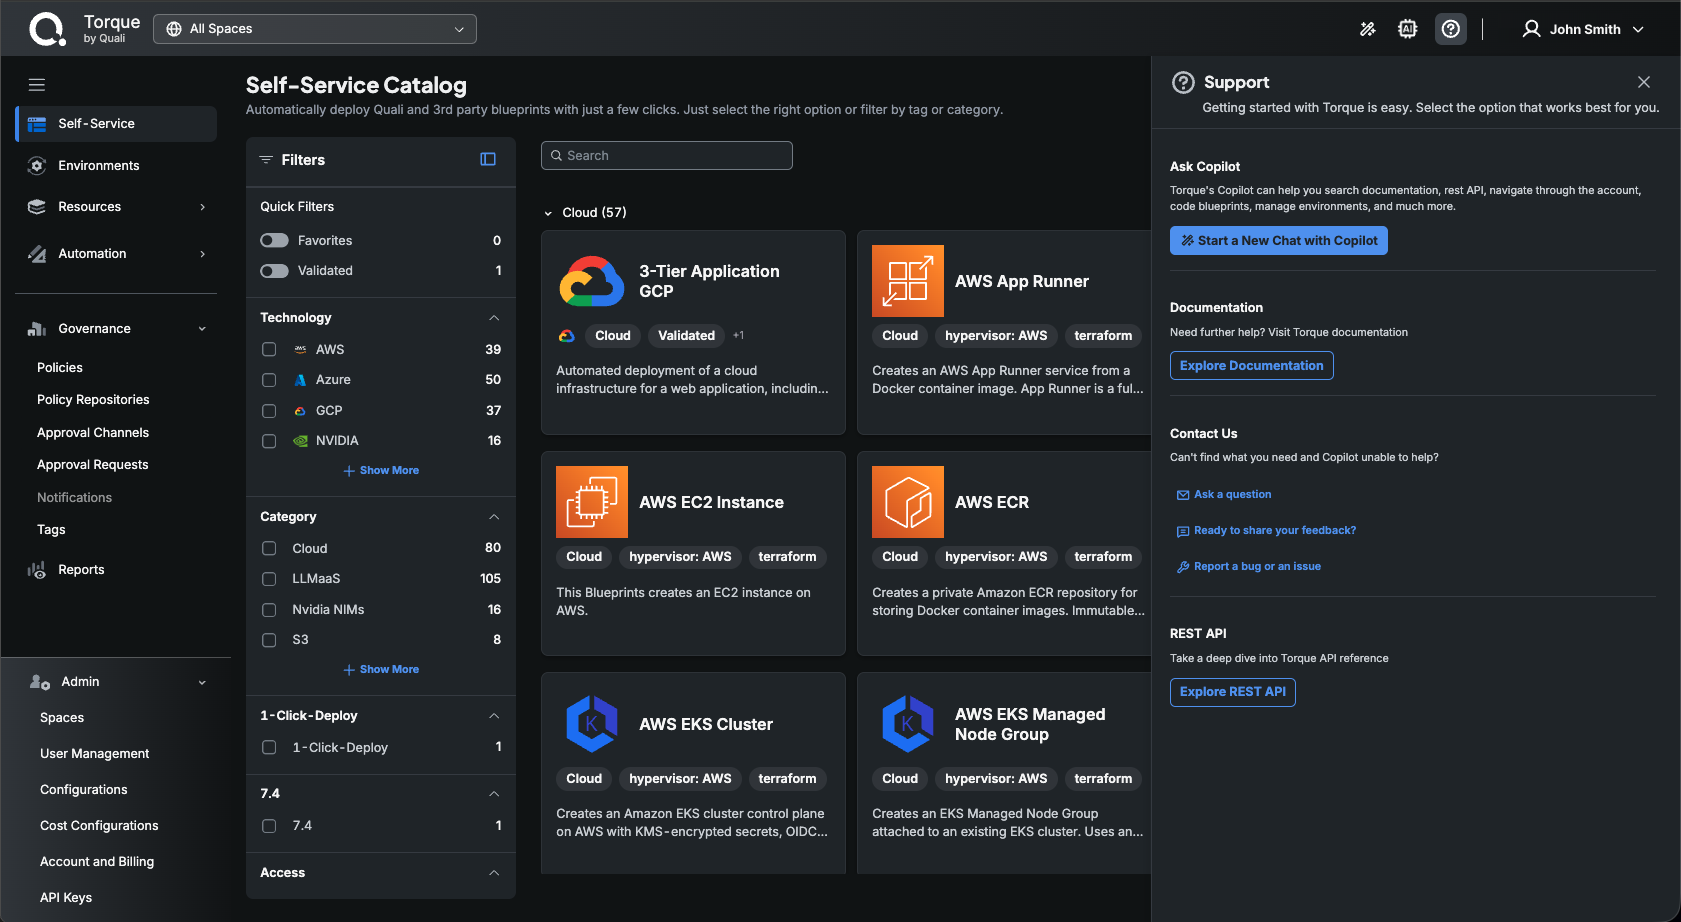 Torque
by Quali
All Spaces
AI
John Smith
Self-Service
Environments
Resources
Automation
Governance
Policies
Policy Repositories
Approval Channels
Approval Requests
Notifications
Tags
Reports
Admin
Spaces
User Management
Configurations
Cost Configurations
Account and Billing
API Keys
Self-Service Catalog
Automatically deploy Quali and 3rd party blueprints with just a few clicks. Just select the right option or filter by tag or category.
Filters
Quick Filters
Favorites 0
Validated 1
Technology
aws AWS 39
Azure 50
GCP 37
NVIDIA 16
Show More
Category
Cloud 80
LLMaaS 105
Nvidia NIMs 16
S3 8
Show More
1-Click-Deploy
1-Click-Deploy 1
7.4
7.4 1
Access
Search
Cloud (57)
3-Tier Application
GCP
Cloud Validated +1
Automated deployment of a cloud
infrastructure for a web application, includin...
AWS App Runner
Cloud hypervisor: AWS terraform
Creates an AWS App Runner service from a
Docker container image. App Runner is a ful...
AWS EC2 Instance
Cloud hypervisor: AWS terraform
This Blueprints creates an EC2 instance on
AWS.
AWS ECR
Cloud hypervisor: AWS terraform
Creates a private Amazon ECR repository for
storing Docker container images. Immutable...
K
AWS EKS Cluster
Cloud hypervisor: AWS terraform
Creates an Amazon EKS cluster control plane
on AWS with KMS-encrypted secrets, OIDC...
K
AWS EKS Managed
Node Group
Cloud hypervisor: AWS terraform
Creates an EKS Managed Node Group
attached to an existing EKS cluster. Uses an...
Support
Getting started with Torque is easy. Select the option that works best for you.
Ask Copilot
Torque's Copilot can help you search documentation, rest API, navigate through the account,
code blueprints, manage environments, and much more.
Start a New Chat with Copilot
Documentation
Need further help? Visit Torque documentation
Explore Documentation
Contact Us
Can't find what you need and Copilot unable to help?
Ask a question
Ready to share your feedback?
Report a bug or an issue
REST API
Take a deep dive into Torque API reference
Explore REST API